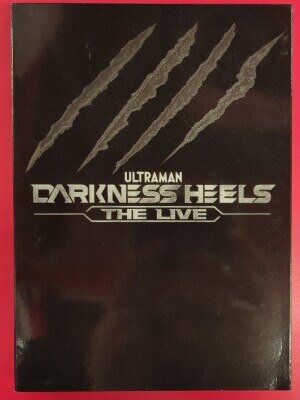 ULTRAMAN
DARKNESS HEELS
THE LIVE